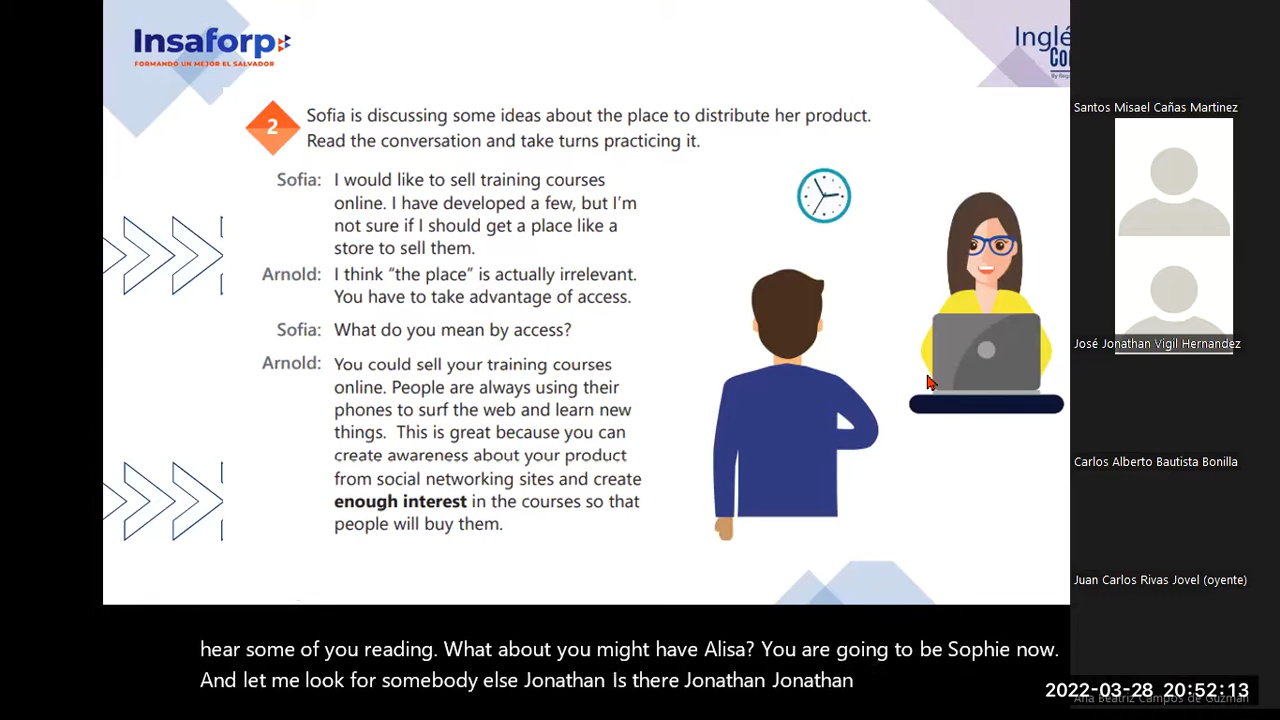 Insaforp
FORMANDO UN MEJOR EL SALVADOR
Inglé
CO
By Reg
2
Sofia is discussing some ideas about the place to distribute her product.
Read the conversation and take turns practicing it.
Sofia: I would like to sell training courses
online. I have developed a few, but I'm
not sure if I should get a place like a
store to sell them.
Arnold: I think “the place” is actually irrelevant.
You have to take advantage of access.
Sofia: What do you mean by access?
Arnold: You could sell your training courses
online. People are always using their
phones to surf the web and learn new
things. This is great because you can
create awareness about your product
from social networking sites and create
enough interest in the courses so that
people will buy them.
Santos Misael Cañas Martinez
José Jonathan Vigil Hernandez
Carlos Alberto Bautista Bonilla
Juan Carlos Rivas Jovel (oyente)
Ana Beatriz Campos de Guzman
hear some of you reading. What about you might have Alisa? You are going to be Sophie now.
And let me look for somebody else Jonathan Is there Jonathan Jonathan
2022-03-28 20:52:13